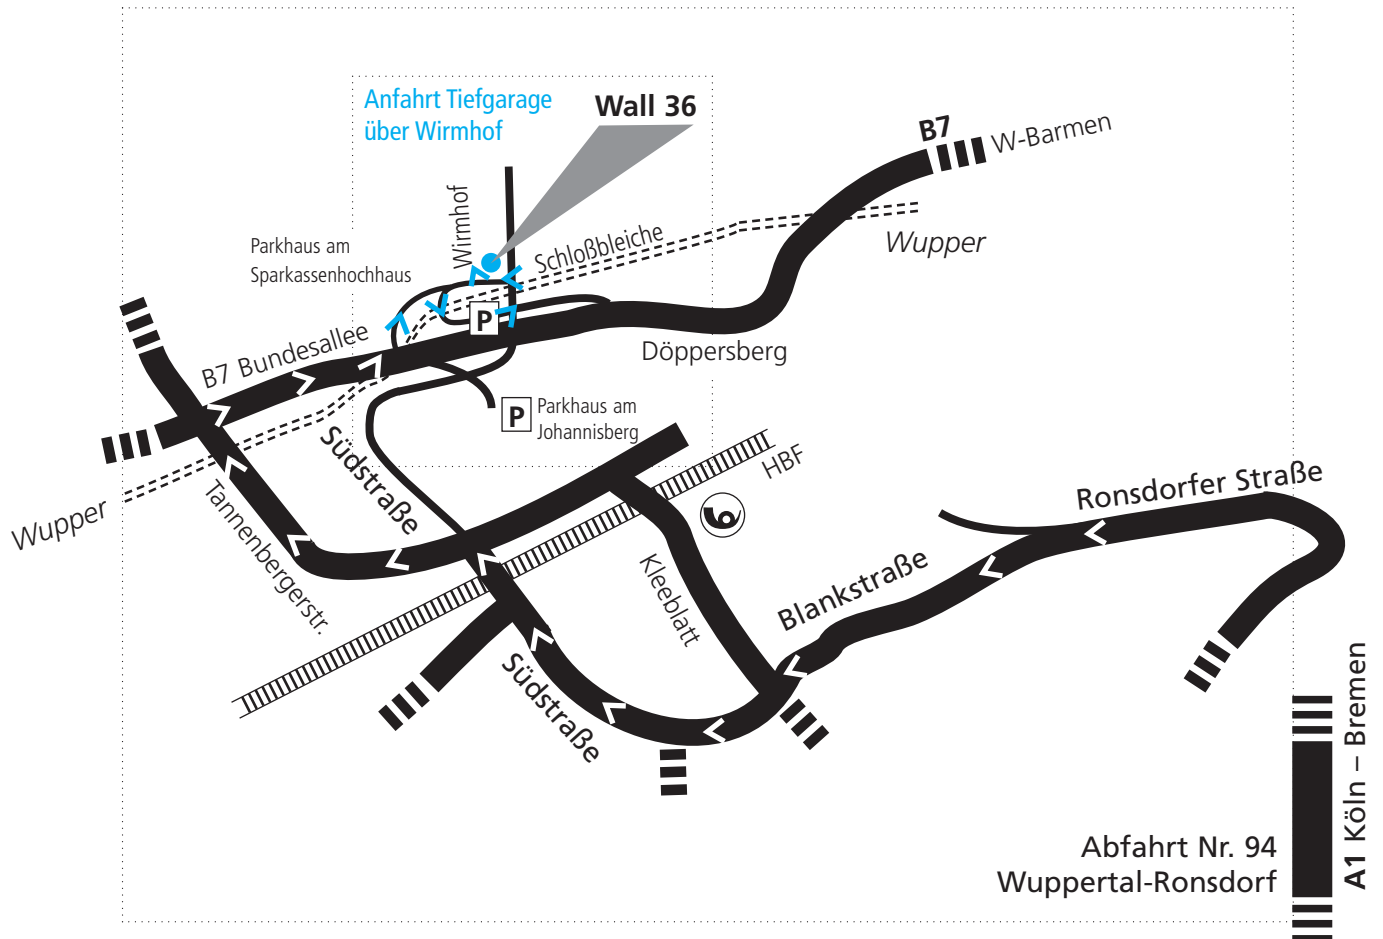 Anfahrt Tiefgarage
über Wirmhof
Wall 36
B7
W-Barmen
Wirmhof
Schloßbleiche
Wupper
Parkhaus am
Sparkassenhochhaus
P
B7 Bundesallee
Döppersberg
P
Parkhaus am
Johannisberg
Südstraße
HBF
Wupper
Tannenbergerstr.
Ronsdorfer Straße
Kleeblatt
Blankstraße
Südstraße
A1 Köln – Bremen
Abfahrt Nr. 94
Wuppertal-Ronsdorf